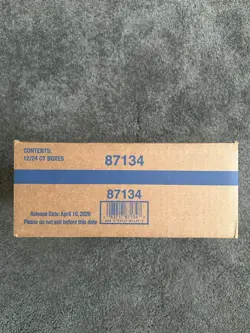 CONTENTS:
12/24 CT BOXES
87134
87134
Release Date: April 10, 2020
Please do not sell before this date